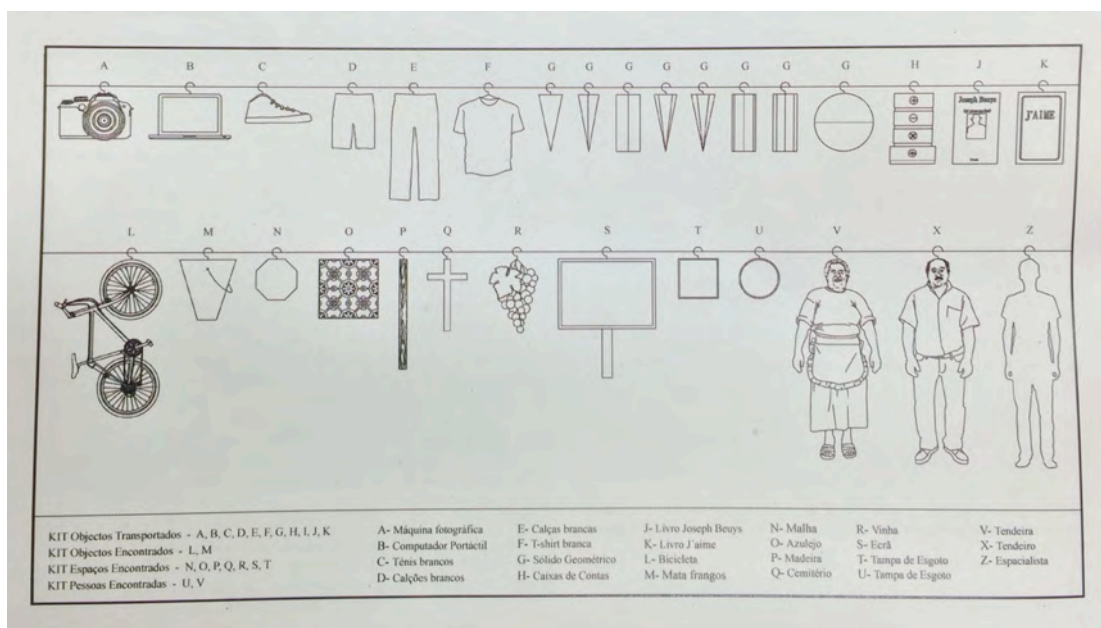 A B C D E F G G G G G G G G H J K
Joseph Beuys
J'AIME
L M N O P Q R S T U V X Z
KIT Objectos Transportados - A, B, C, D, E, F, G, H, I, J, K
KIT Objectos Encontrados - L, M
KIT Espaços Encontrados - N, O, P, Q, R, S, T
KIT Pessoas Encontradas - U, V
A- Máquina fotográfica
B- Computador Portáctil
C- Ténis brancos
D- Calções brancos
E- Calças brancas
F- T-shirt branca
G- Sólido Geométrico
H- Caixas de Contas
J- Livro Joseph Beuys
K- Livro J'aime
L- Bicicleta
M- Mata frangos
N- Malha
O- Azulejo
P- Madeira
Q- Cemitério
R- Vinha
S- Ecrã
T- Tampa de Esgoto
U- Tampa de Esgoto
V- Tendeira
X- Tendeiro
Z- Espacialista